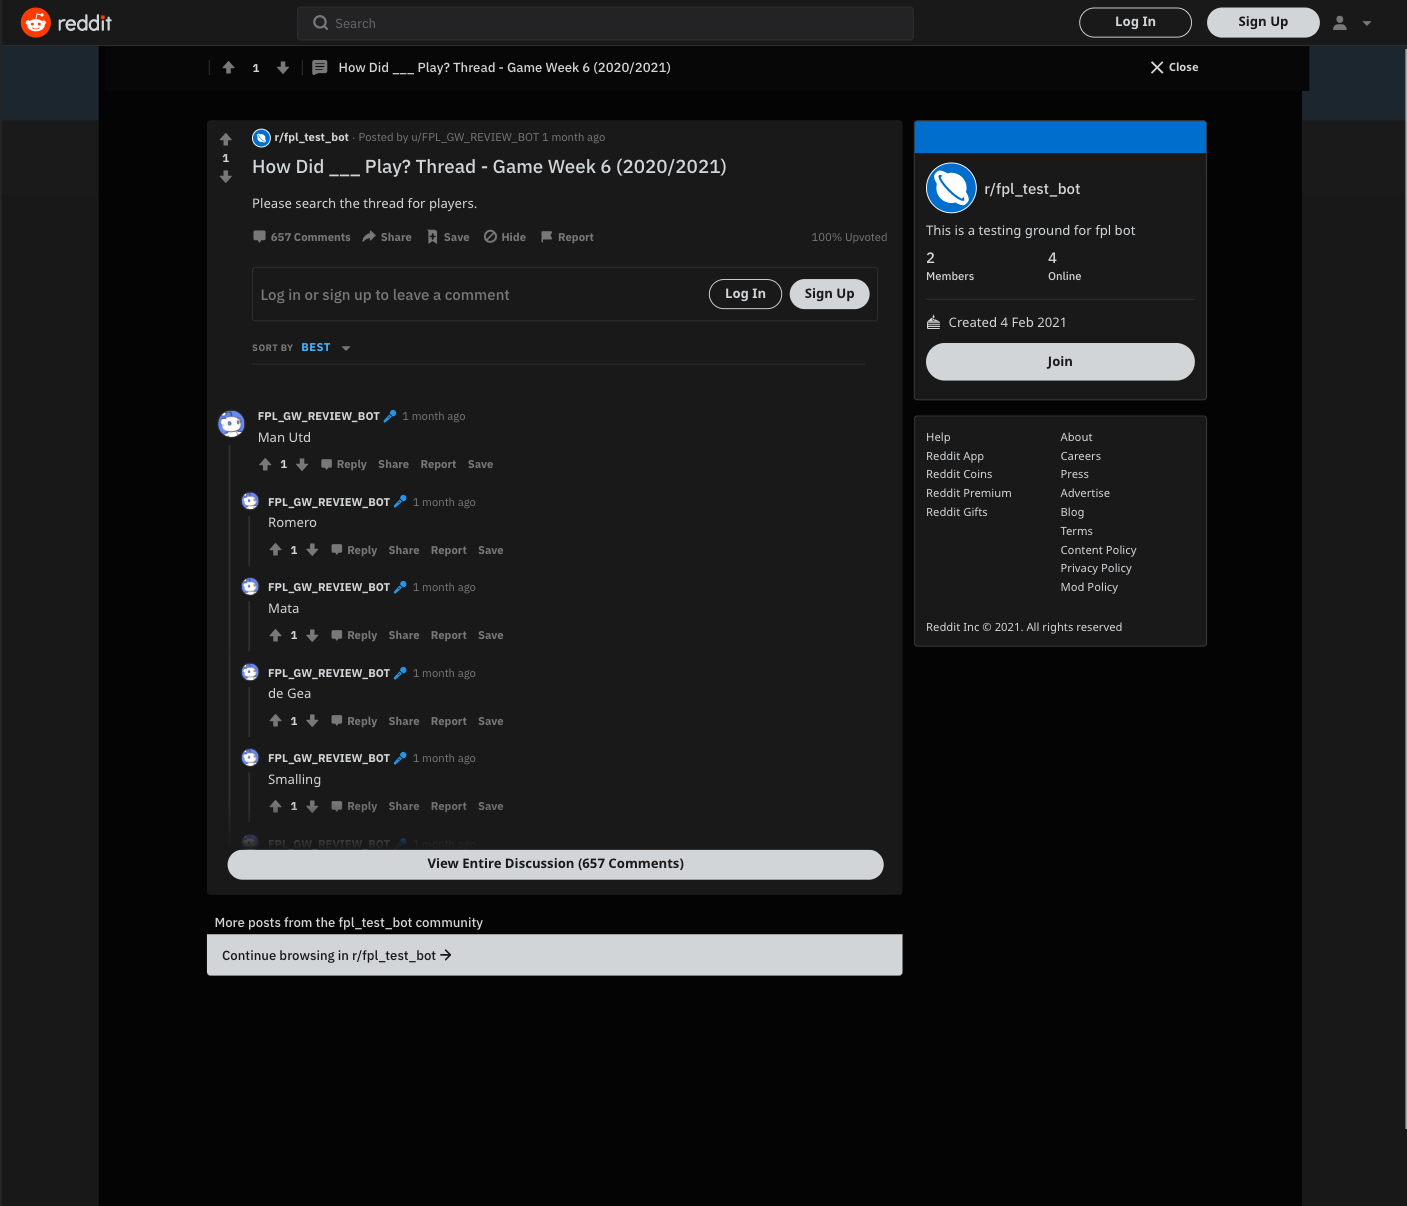 reddit
Search
Log In
Sign Up
1
How Did ___ Play? Thread - Game Week 6 (2020/2021)
Close
r/fpl_test_bot · Posted by u/FPL_GW_REVIEW_BOT 1 month ago
1
How Did ___ Play? Thread - Game Week 6 (2020/2021)
Please search the thread for players.
657 Comments Share Save Hide Report 100% Upvoted
Log in or sign up to leave a comment Log In Sign Up
SORT BY BEST
FPL_GW_REVIEW_BOT 1 month ago
Man Utd
1 Reply Share Report Save
FPL_GW_REVIEW_BOT 1 month ago
Romero
1 Reply Share Report Save
FPL_GW_REVIEW_BOT 1 month ago
Mata
1 Reply Share Report Save
FPL_GW_REVIEW_BOT 1 month ago
de Gea
1 Reply Share Report Save
FPL_GW_REVIEW_BOT 1 month ago
Smalling
1 Reply Share Report Save
FPL_GW_REVIEW_BOT 1 month ago
View Entire Discussion (657 Comments)
More posts from the fpl_test_bot community
Continue browsing in r/fpl_test_bot
r/fpl_test_bot
This is a testing ground for fpl bot
2 4
Members Online
Created 4 Feb 2021
Join
Help
Reddit App
Reddit Coins
Reddit Premium
Reddit Gifts
About
Careers
Press
Advertise
Blog
Terms
Content Policy
Privacy Policy
Mod Policy
Reddit Inc © 2021. All rights reserved